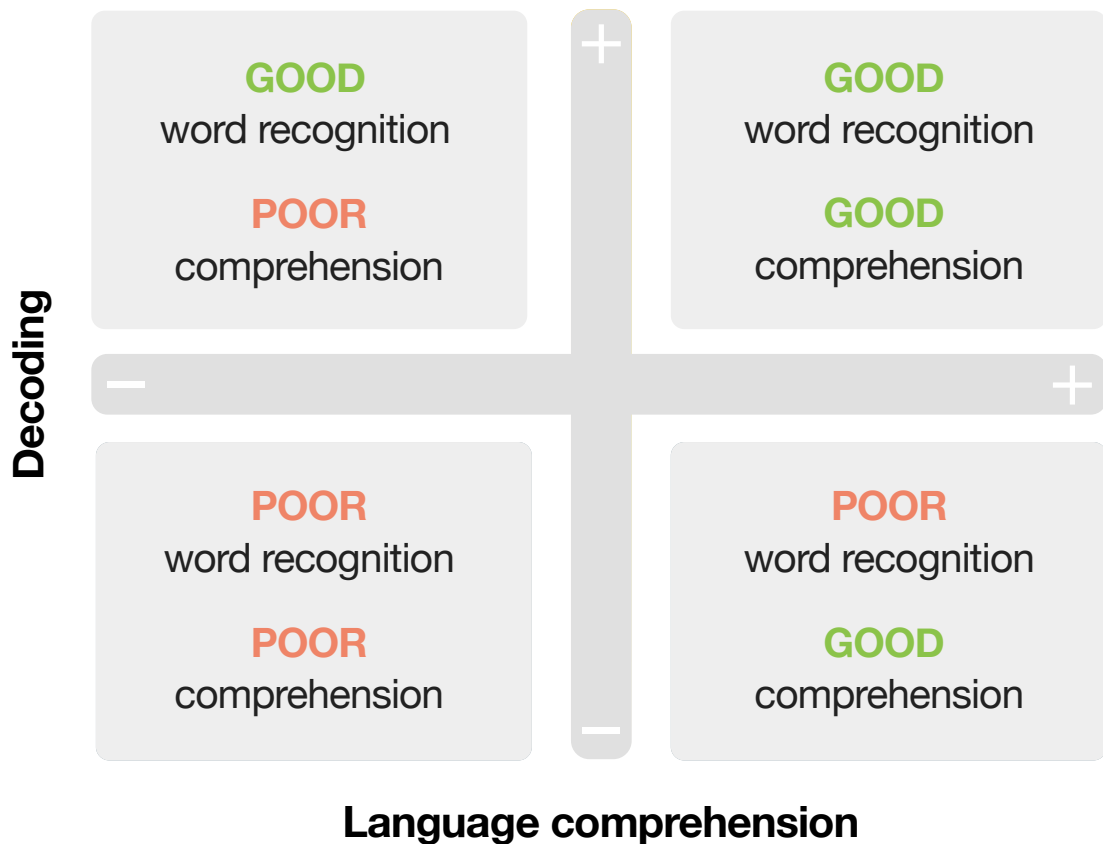 GOOD
word recognition
POOR
comprehension
+
GOOD
word recognition
GOOD
comprehension
Decoding
−
+
POOR
word recognition
POOR
comprehension
−
POOR
word recognition
GOOD
comprehension
Language comprehension